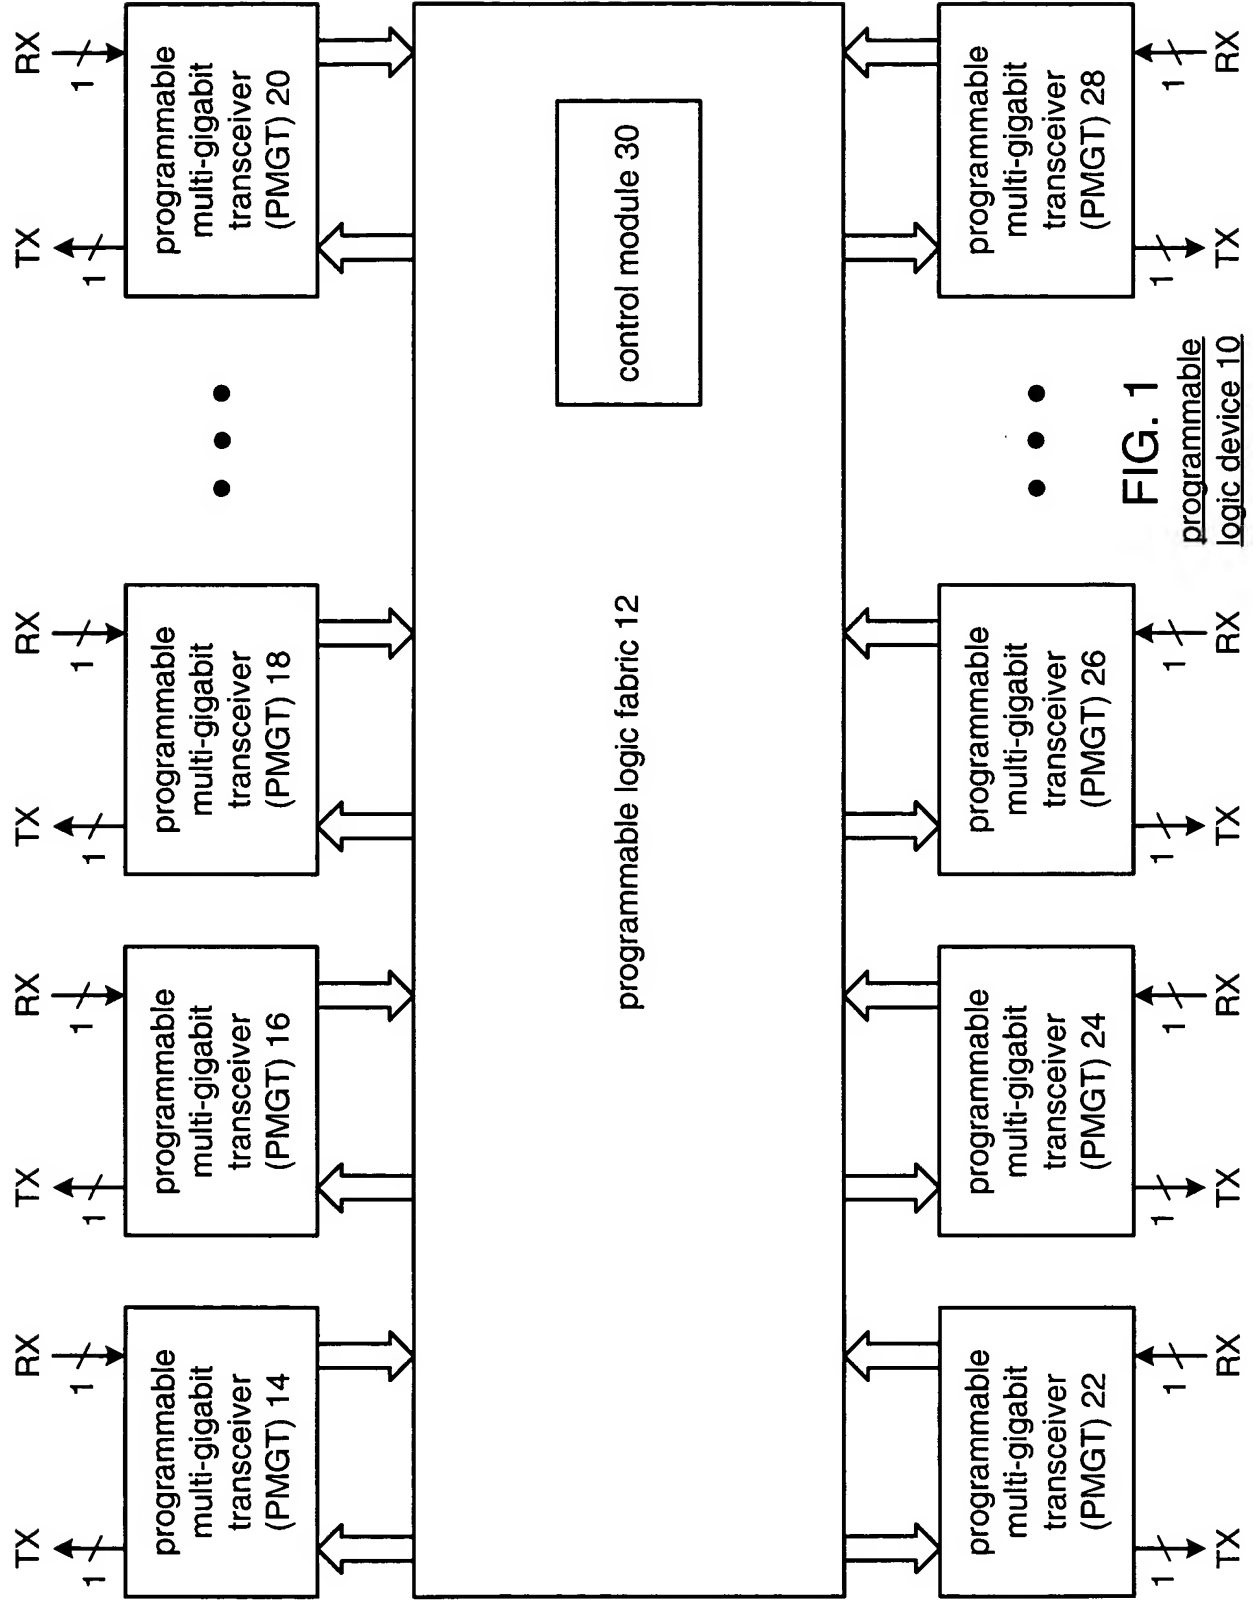 TX
RX
TX
RX
TX
RX
TX
RX
1
1
1
1
1
1
1
1
programmable
multi-gigabit
transceiver
(PMGT) 14
programmable
multi-gigabit
transceiver
(PMGT) 16
programmable
multi-gigabit
transceiver
(PMGT) 18
programmable
multi-gigabit
transceiver
(PMGT) 20
programmable logic fabric 12
control module 30
programmable
multi-gigabit
transceiver
(PMGT) 22
programmable
multi-gigabit
transceiver
(PMGT) 24
programmable
multi-gigabit
transceiver
(PMGT) 26
programmable
multi-gigabit
transceiver
(PMGT) 28
1
1
1
1
1
1
1
1
TX
RX
TX
RX
TX
RX
TX
RX
FIG. 1
programmable
logic device 10